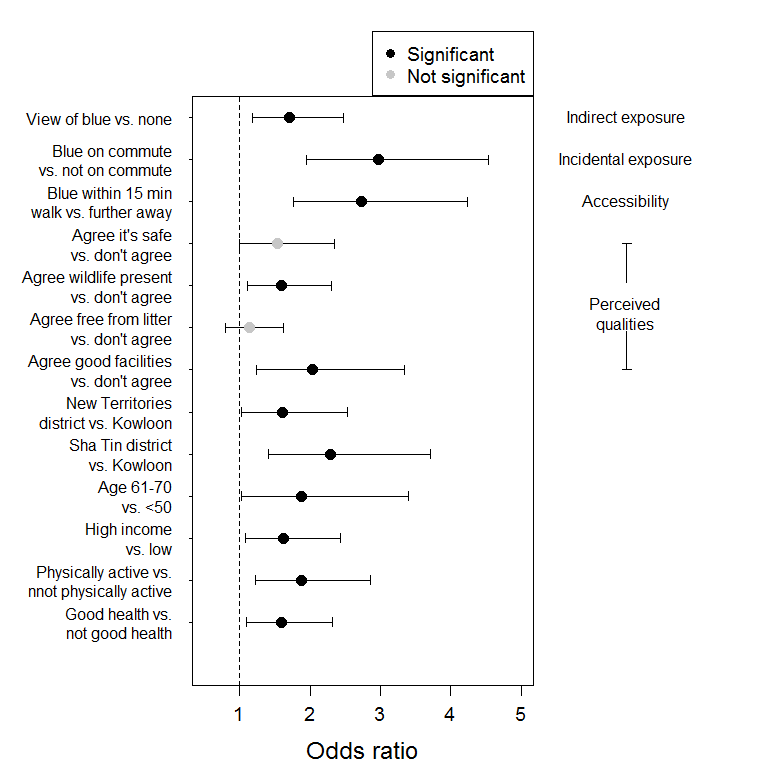 Significant
Not significant
View of blue vs. none
Indirect exposure
Blue on commute
vs. not on commute
Incidental exposure
Blue within 15 min
walk vs. further away
Accessibility
Agree it's safe
vs. don't agree
Agree wildlife present
vs. don't agree
Agree free from litter
vs. don't agree
Agree good facilities
vs. don't agree
Perceived
qualities
New Territories
district vs. Kowloon
Sha Tin district
vs. Kowloon
Age 61-70
vs. <50
High income
vs. low
Physically active vs.
nnot physically active
Good health vs.
not good health
1 2 3 4 5
Odds ratio